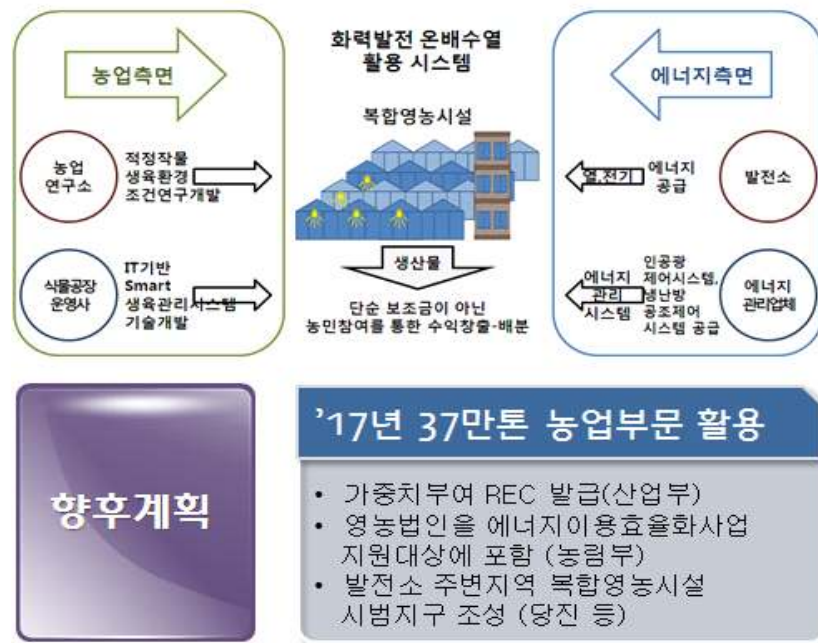 농업측면
농업
연구소
적정작물
생육환경
조건연구개발
식물공장
운영사
IT기반
Smart
생육관리시스템
기술개발
화력발전 온배수열
활용 시스템
복합영농시설
생산물
단순 보조금이 아닌
농민참여를 통한 수익창출-배분
에너지측면
열,전기
에너지
공급
발전소
에너지
관리
시스템
인공광
제어시스템,
냉난방
공조제어
시스템 공급
에너지
관리업체
향후계획
'17년 37만톤 농업부문 활용
• 가중치부여 REC 발급(산업부)
• 영농법인을 에너지이용효율화사업
지원대상에 포함 (농림부)
• 발전소 주변지역 복합영농시설
시범지구 조성 (당진 등)